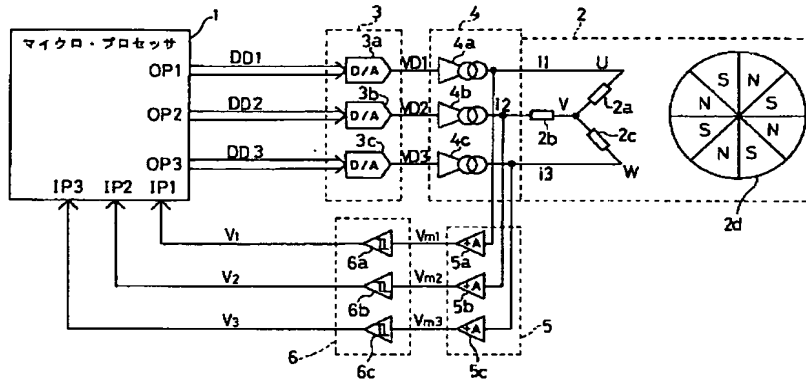 1
マイクロ・プロセッサ
OP1
OP2
OP3
IP3 IP2 IP1
DD1
DD2
DD3
3
3a
D/A
3b
D/A
3c
D/A
VD1
VD2
VD3
4
4a
4b
4c
2
i1
i2
i3
U
V
W
2a
2b
2c
S N
N S
S N
N S
2d
V1
V2
V3
6a
6b
6c
6
Vm1
Vm2
Vm3
÷A
5a
÷A
5b
÷A
5c
5